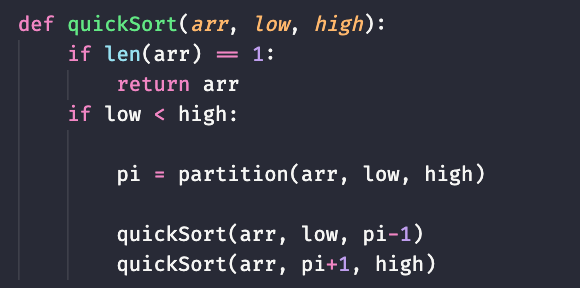 def quickSort(arr, low, high):
    if len(arr) == 1:
        return arr
    if low < high:
        pi = partition(arr, low, high)
        quickSort(arr, low, pi-1)
        quickSort(arr, pi+1, high)